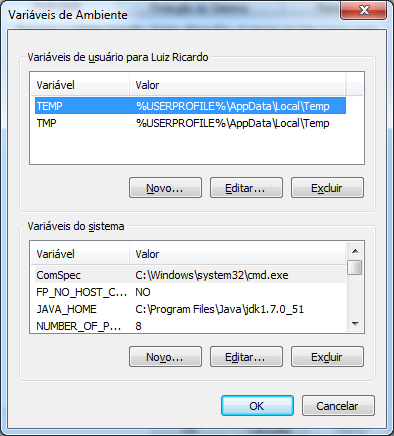 Variáveis de Ambiente
Variáveis de usuário para Luiz Ricardo
Variável Valor
TEMP %USERPROFILE%\AppData\Local\Temp
TMP %USERPROFILE%\AppData\Local\Temp
Novo... Editar... Excluir
Variáveis do sistema
Variável Valor
ComSpec C:\Windows\system32\cmd.exe
FP_NO_HOST_C... NO
JAVA_HOME C:\Program Files\Java\jdk1.7.0_51
NUMBER_OF_P... 8
Novo... Editar... Excluir
OK Cancelar